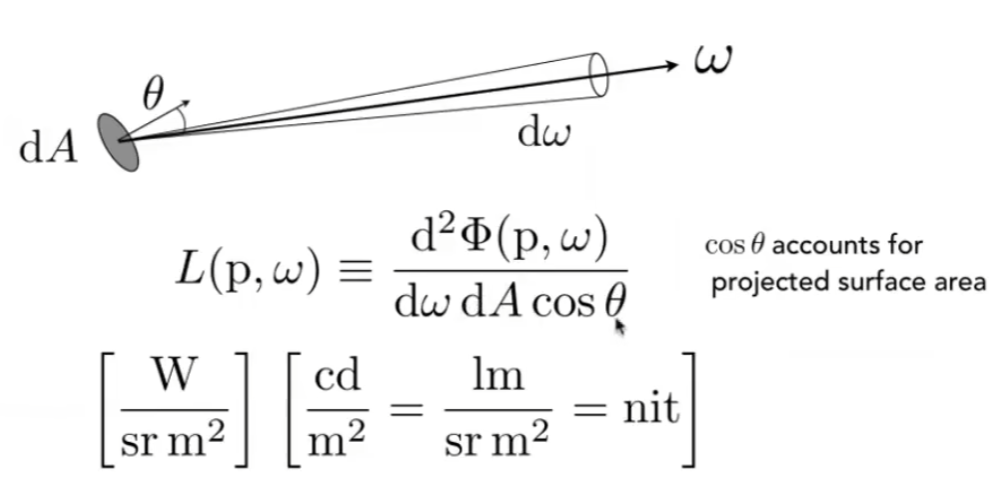 θ
ω
dA
dω
L(p, ω) ≡ d²Φ(p, ω) / dω dA cos θ
cos θ accounts for
projected surface area
[W / sr m²] [cd / m² = lm / sr m² = nit]